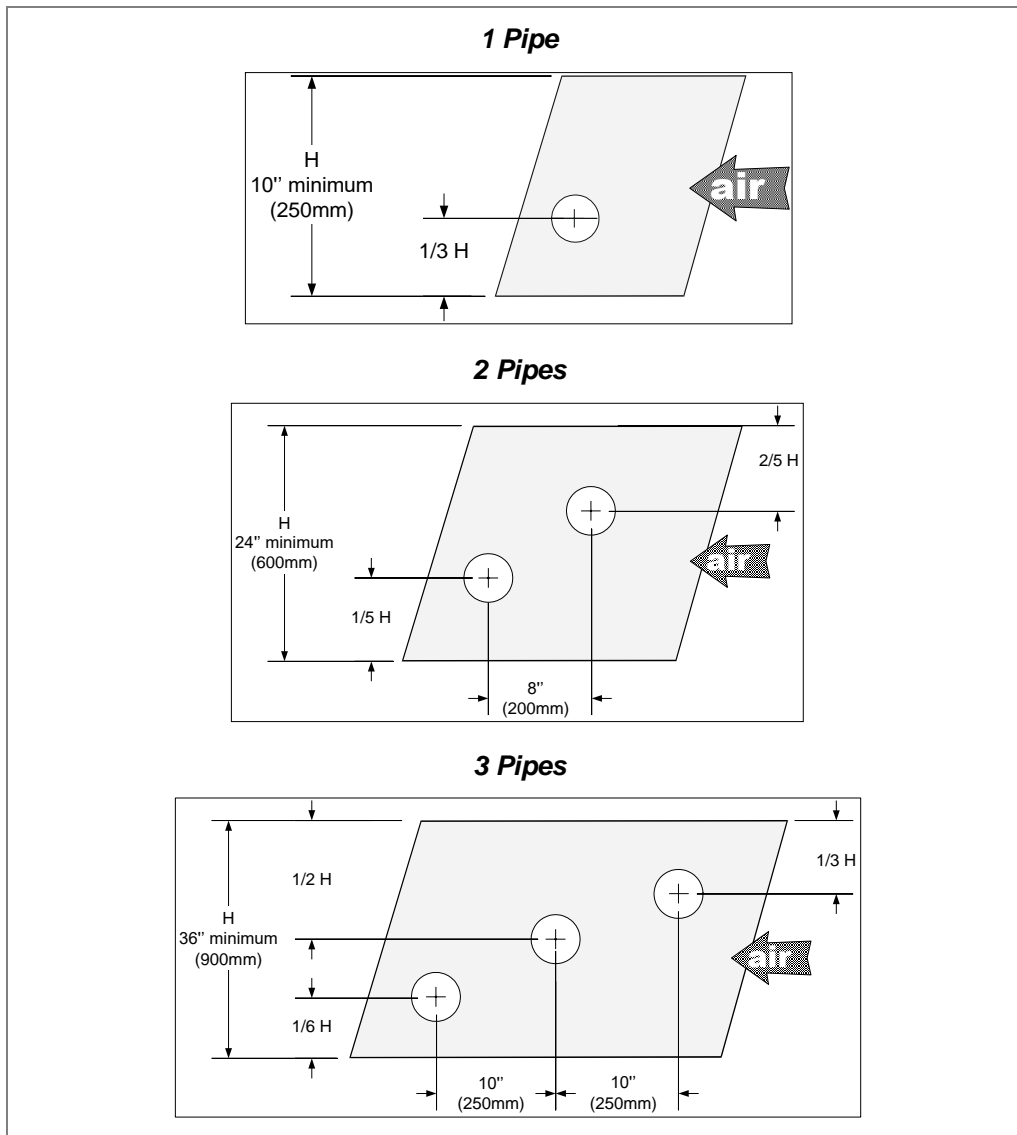 1 Pipe
H
10" minimum
(250mm)
1/3 H
air
2 Pipes
2/5 H
H
24" minimum
(600mm)
air
1/5 H
8"
(200mm)
3 Pipes
1/2 H
1/3 H
H
36" minimum
(900mm)
air
1/6 H
10"
(250mm)
10"
(250mm)